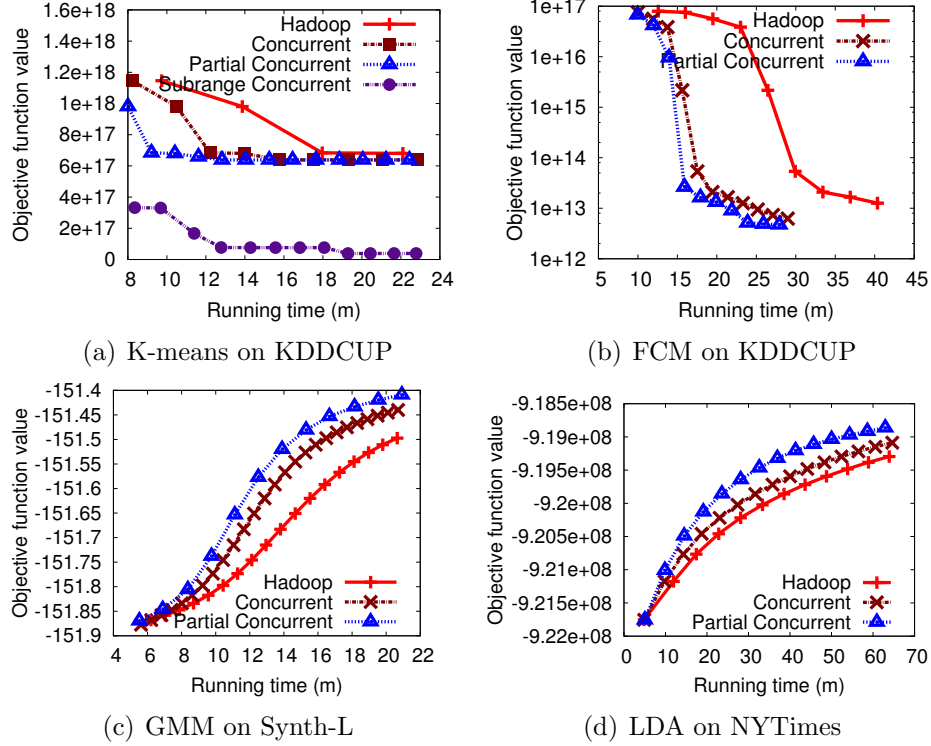 1.6e+18
1.4e+18
1.2e+18
1e+18
8e+17
6e+17
4e+17
2e+17
0
Objective function value
Hadoop
Concurrent
Partial Concurrent
Subrange Concurrent
8 10 12 14 16 18 20 22 24
Running time (m)
(a) K-means on KDDCUP
1e+17
1e+16
1e+15
1e+14
1e+13
1e+12
Objective function value
Hadoop
Concurrent
Partial Concurrent
5 10 15 20 25 30 35 40 45
Running time (m)
(b) FCM on KDDCUP
-151.4
-151.45
-151.5
-151.55
-151.6
-151.65
-151.7
-151.75
-151.8
-151.85
-151.9
Objective function value
Hadoop
Concurrent
Partial Concurrent
4 6 8 10 12 14 16 18 20 22
Running time (m)
(c) GMM on Synth-L
-9.185e+08
-9.19e+08
-9.195e+08
-9.2e+08
-9.205e+08
-9.21e+08
-9.215e+08
-9.22e+08
Objective function value
Hadoop
Concurrent
Partial Concurrent
0 10 20 30 40 50 60 70
Running time (m)
(d) LDA on NYTimes